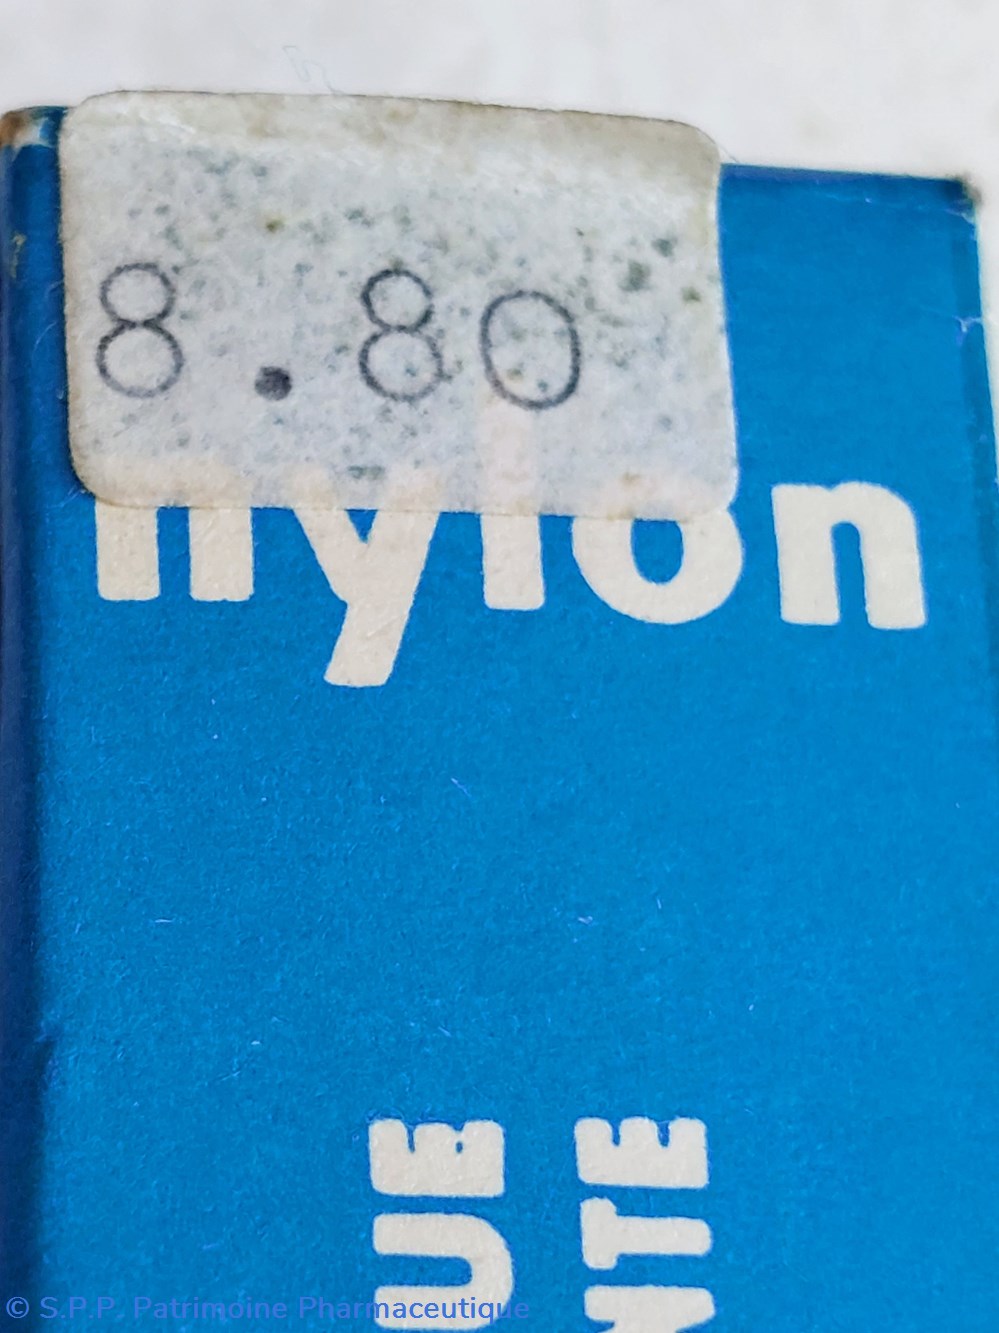 8.80
nylon
© S.P.P. Patrimoine Pharmaceutique